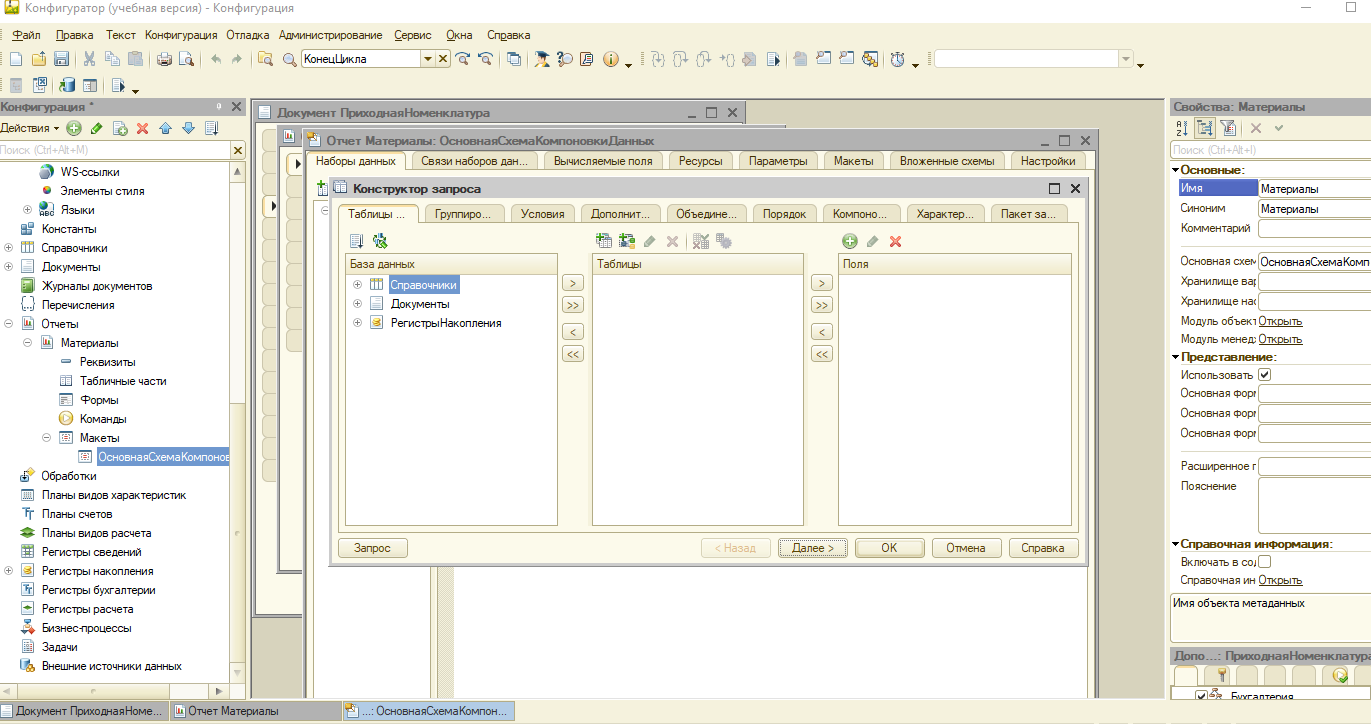 Конфигуратор (учебная версия) - Конфигурация
Файл Правка Текст Конфигурация Отладка Администрирование Сервис Окна Справка
КонецЦикла
Конфигурация *
Действия
Поиск (Ctrl+Alt+M)
WS-ссылки
Элементы стиля
Языки
Константы
Справочники
Документы
Журналы документов
Перечисления
Отчеты
Материалы
Реквизиты
Табличные части
Формы
Команды
Макеты
ОсновнаяСхемаКомпонов
Обработки
Планы видов характеристик
Планы счетов
Планы видов расчета
Регистры сведений
Регистры накопления
Регистры бухгалтерии
Регистры расчета
Бизнес-процессы
Задачи
Внешние источники данных
Документ ПриходнаяНоменклатура
Отчет Материалы: ОсновнаяСхемаКомпоновкиДанных
Наборы данных Связи наборов дан... Вычисляемые поля Ресурсы Параметры Макеты Вложенные схемы Настройки
Конструктор запроса
Таблицы ... Группиро... Условия Дополнит... Объедине... Порядок Компоно... Характер... Пакет за...
База данных
Справочники
Документы
РегистрыНакопления
>
>>
<
<<
Таблицы
>
>>
<
<<
Поля
Запрос < Назад Далее > OK Отмена Справка
Свойства: Материалы
Поиск (Ctrl+Alt+I)
Основные:
Имя Материалы
Синоним Материалы
Комментарий
Основная схем ОсновнаяСхемаКомп
Хранилище вар
Хранилище нас
Модуль объект Открыть
Модуль менед: Открыть
Представление:
Использовать
Основная форм
Основная форм
Основная форм
Расширенное г
Пояснение
Справочная информация:
Включать в сод
Справочная ин Открыть
Имя объекта метаданных
Допо...: ПриходнаяНоменклатура
Бухгалтерия
Документ ПриходнаяНоме... Отчет Материалы ...: ОсновнаяСхемаКомпон...